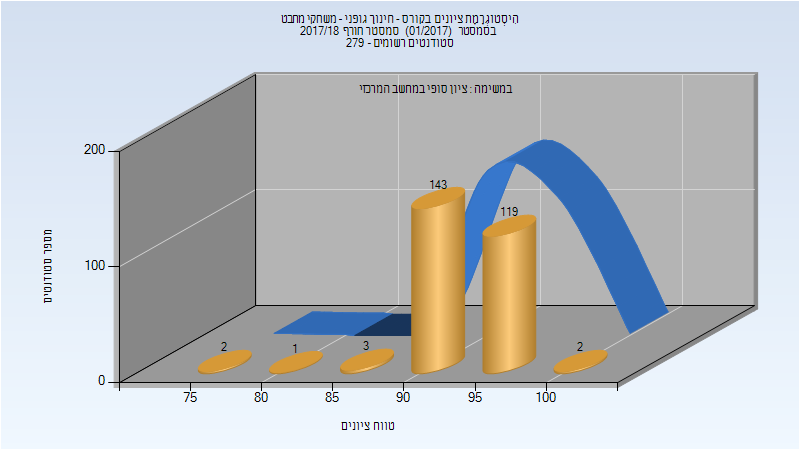 היסטוגרמת ציונים בקורס - חינוך גופני - משחקי מחבט
בסמסטר (01/2017) סמסטר חורף 2017/18
סטודנטים רשומים - 279
במשימה : ציון סופי במחשב המרכזי
מספר סטודנטים
200
100
0
2
1
3
143
119
2
75
80
85
90
95
100
טווח ציונים